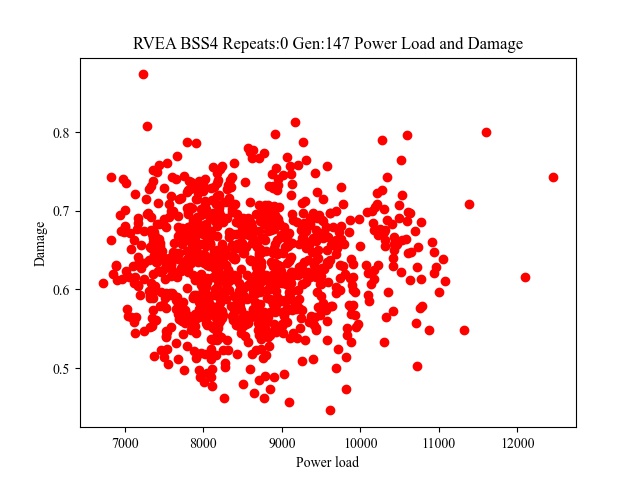 RVEA BSS4 Repeats:0 Gen:147 Power Load and Damage
Damage
0.8
0.7
0.6
0.5
7000 8000 9000 10000 11000 12000
Power load